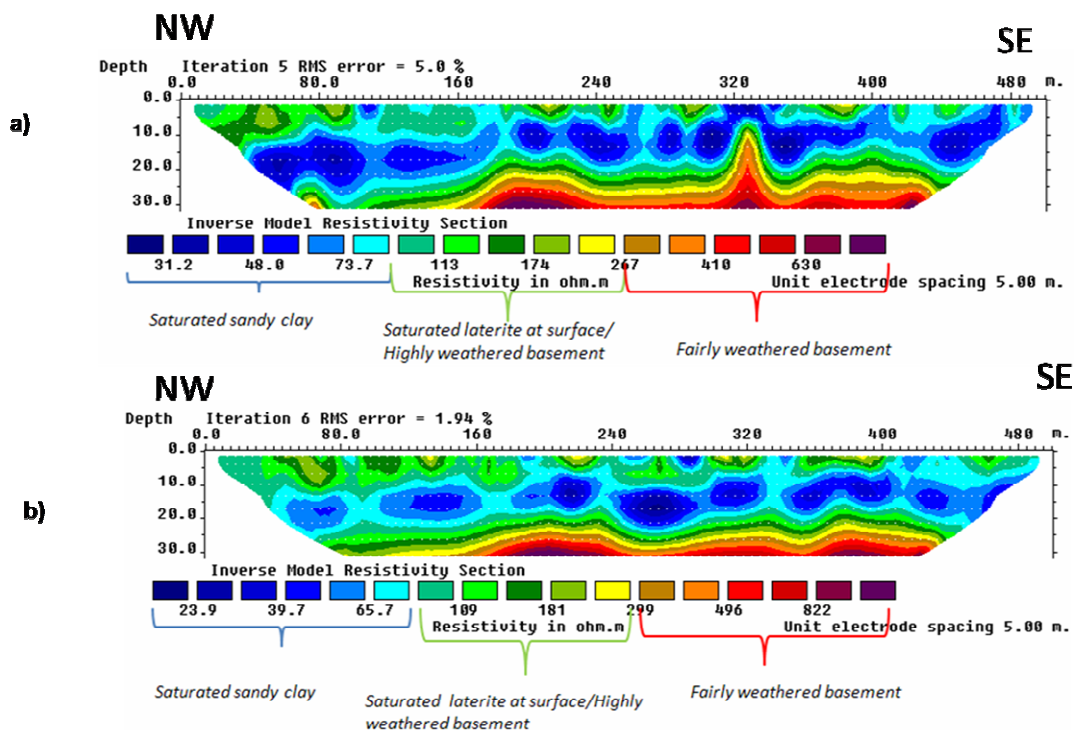 NW
SE
Depth Iteration 5 RMS error = 5.0 %
0.0 80.0 160 240 320 400 480 m.
a)
0.0
10.0
20.0
30.0
Inverse Model Resistivity Section
31.2 48.0 73.7 113 174 267 410 630
Resistivity in ohm.m Unit electrode spacing 5.00 m.
Saturated sandy clay
Saturated laterite at surface/
Highly weathered basement
Fairly weathered basement
NW
SE
Depth Iteration 6 RMS error = 1.94 %
0.0 80.0 160 240 320 400 480 m.
b)
0.0
10.0
20.0
30.0
Inverse Model Resistivity Section
23.9 39.7 65.7 109 181 299 496 822
Resistivity in ohm.m Unit electrode spacing 5.00 m.
Saturated sandy clay
Saturated laterite at surface/Highly
weathered basement
Fairly weathered basement